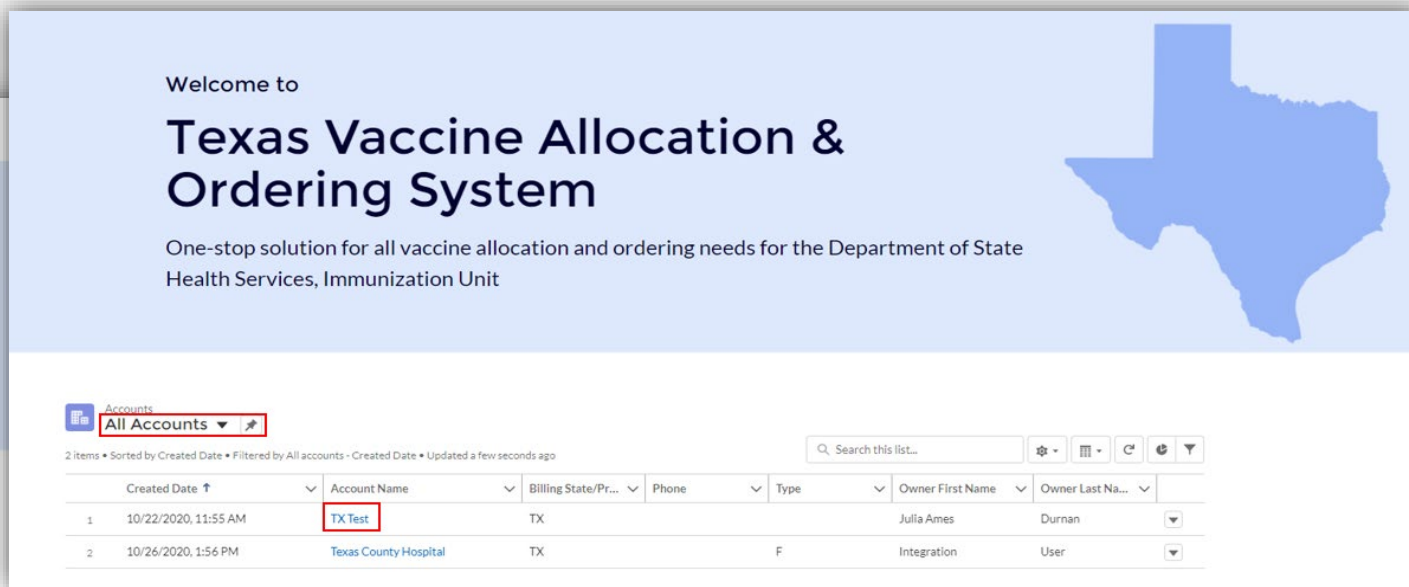 Welcome to
Texas Vaccine Allocation &
Ordering System
One-stop solution for all vaccine allocation and ordering needs for the Department of State
Health Services, Immunization Unit
Accounts
All Accounts
2 items • Sorted by Created Date • Filtered by All accounts - Created Date • Updated a few seconds ago
Search this list...
Created Date ↑ Account Name Billing State/Pr... Phone Type Owner First Name Owner Last Na...
1 10/22/2020, 11:55 AM TX Test TX Julia Ames Durnan
2 10/26/2020, 1:56 PM Texas County Hospital TX F Integration User